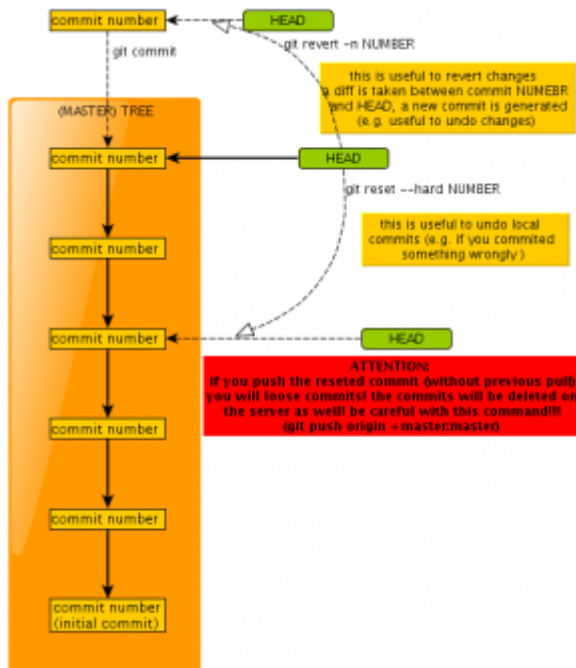 commit number
HEAD
git revert -n NUMBER
git commit
this is useful to revert changes
a diff is taken between commit NUMEBR
and HEAD, a new commit is generated
(e.g. useful to undo changes)
(MASTER) TREE
commit number
HEAD
git reset --hard NUMBER
this is useful to undo local
commits (e.g. if you commited
something wrongly )
commit number
commit number
HEAD
ATTENTION:
if you push the reseted commit (without previous pull)
you will loose commits! the commits will be deleted on
the server as well! be careful with this command!!!
(git push origin +master:master)
commit number
commit number
commit number
(initial commit)